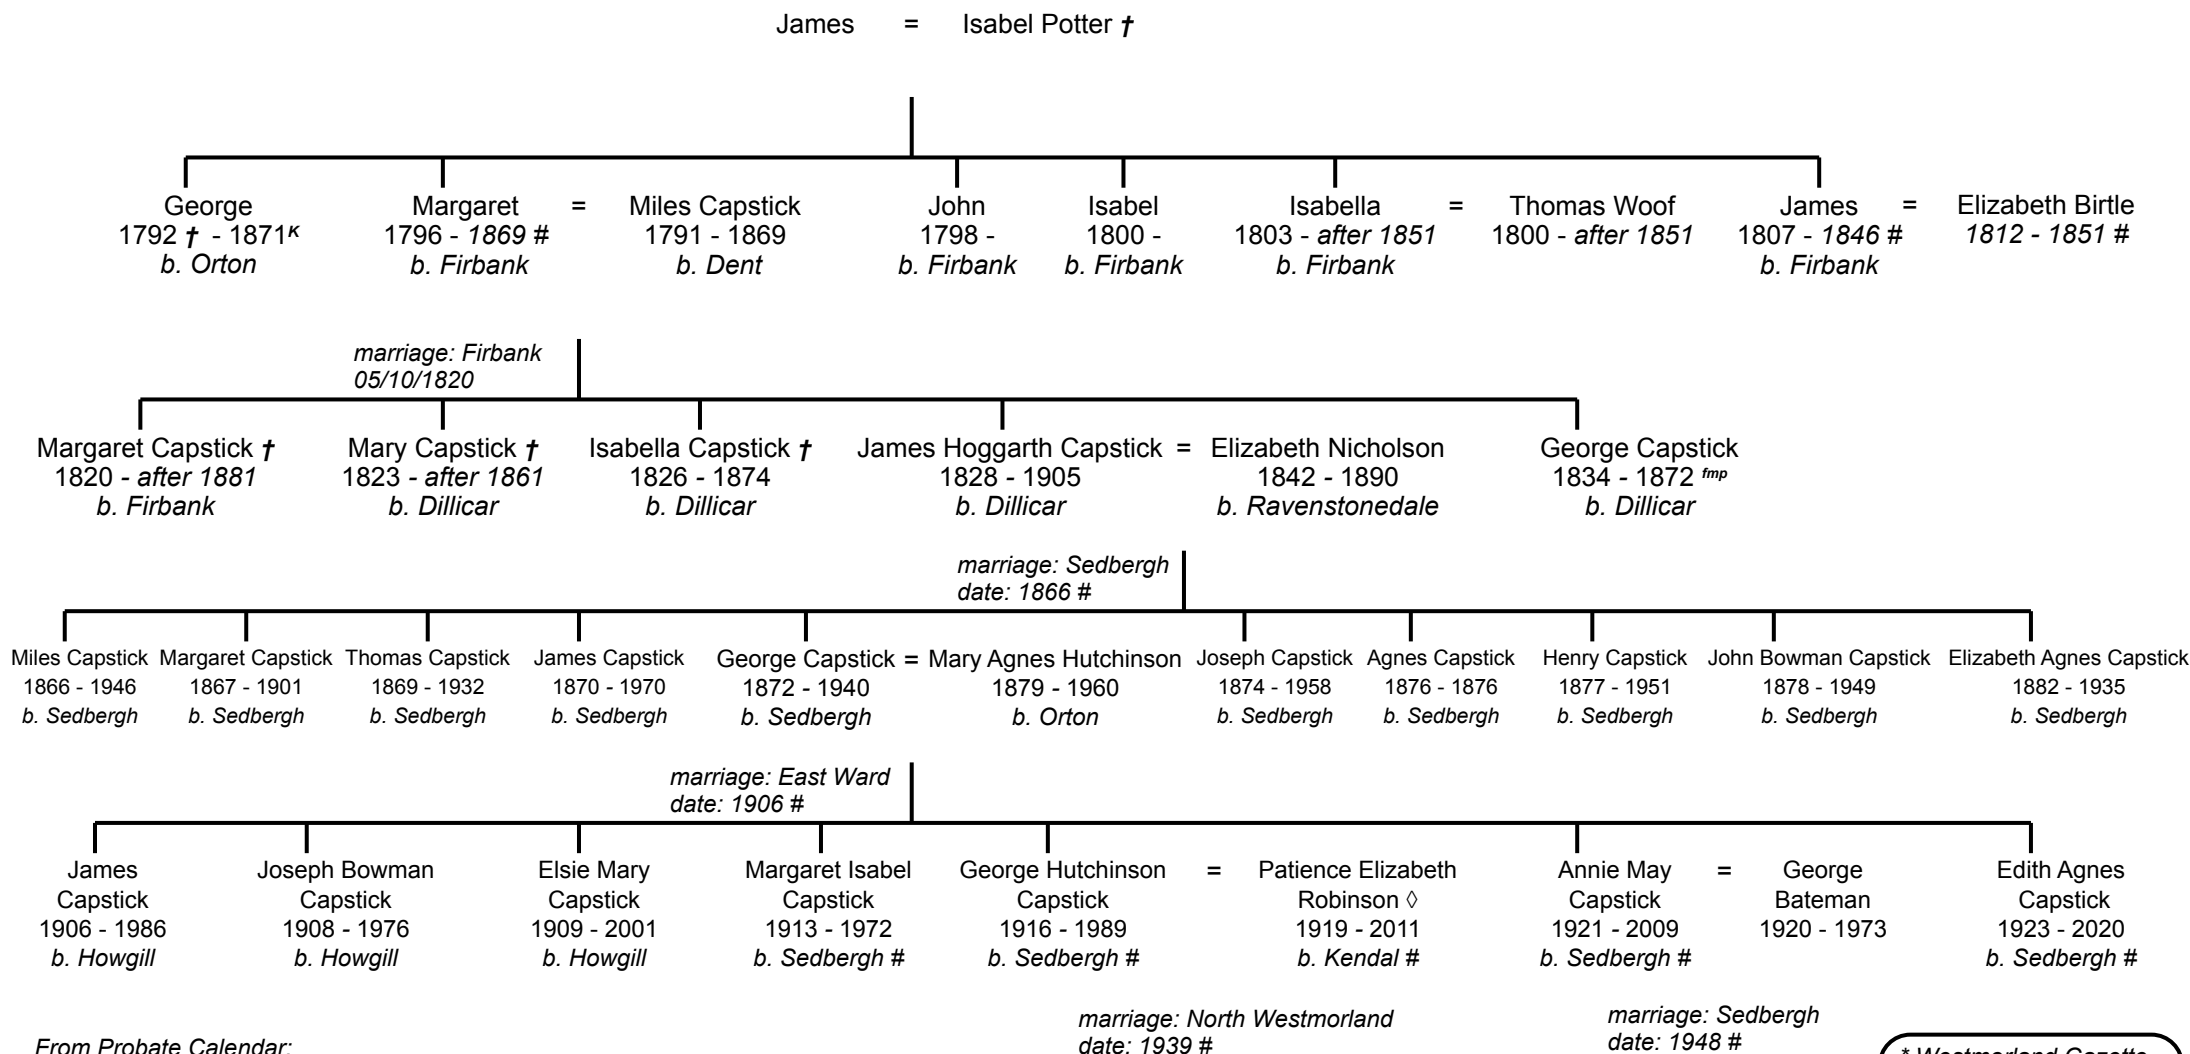 James = Isabel Potter †
George = Margaret = Miles Capstick John Isabel Isabella = Thomas Woof James = Elizabeth Birtle
1792 † - 1871ᴷ 1796 - 1869 # 1791 - 1869 1798 - 1800 - 1803 - after 1851 1800 - after 1851 1807 - 1846 # 1812 - 1851 #
b. Orton b. Firbank b. Dent b. Firbank b. Firbank b. Firbank b. Firbank
marriage: Firbank
05/10/1820
Margaret Capstick † Mary Capstick † Isabella Capstick † James Hoggarth Capstick = Elizabeth Nicholson George Capstick
1820 - after 1881 1823 - after 1861 1826 - 1874 1828 - 1905 1842 - 1890 1834 - 1872 fmp
b. Firbank b. Dillicar b. Dillicar b. Dillicar b. Ravenstonedale b. Dillicar
marriage: Sedbergh
date: 1866 #
Miles Capstick Margaret Capstick Thomas Capstick James Capstick George Capstick = Mary Agnes Hutchinson Joseph Capstick Agnes Capstick Henry Capstick John Bowman Capstick Elizabeth Agnes Capstick
1866 - 1946 1867 - 1901 1869 - 1932 1870 - 1970 1872 - 1940 1879 - 1960 1874 - 1958 1876 - 1876 1877 - 1951 1878 - 1949 1882 - 1935
b. Sedbergh b. Sedbergh b. Sedbergh b. Sedbergh b. Sedbergh b. Orton b. Sedbergh b. Sedbergh b. Sedbergh b. Sedbergh b. Sedbergh
marriage: East Ward
date: 1906 #
James Joseph Bowman Elsie Mary Margaret Isabel George Hutchinson = Patience Elizabeth Annie May = George Edith Agnes
Capstick Capstick Capstick Capstick Capstick Robinson ◊ Capstick Bateman Capstick
1906 - 1986 1908 - 1976 1909 - 2001 1913 - 1972 1916 - 1989 1919 - 2011 1921 - 2009 1920 - 1973 1923 - 2020
b. Howgill b. Howgill b. Howgill b. Sedbergh # b. Sedbergh # b. Kendal # b. Sedbergh # b. Sedbergh #
marriage: North Westmorland marriage: Sedbergh
date: 1939 # date: 1948 #
From Probate Calendar: * Westmorland Gazette